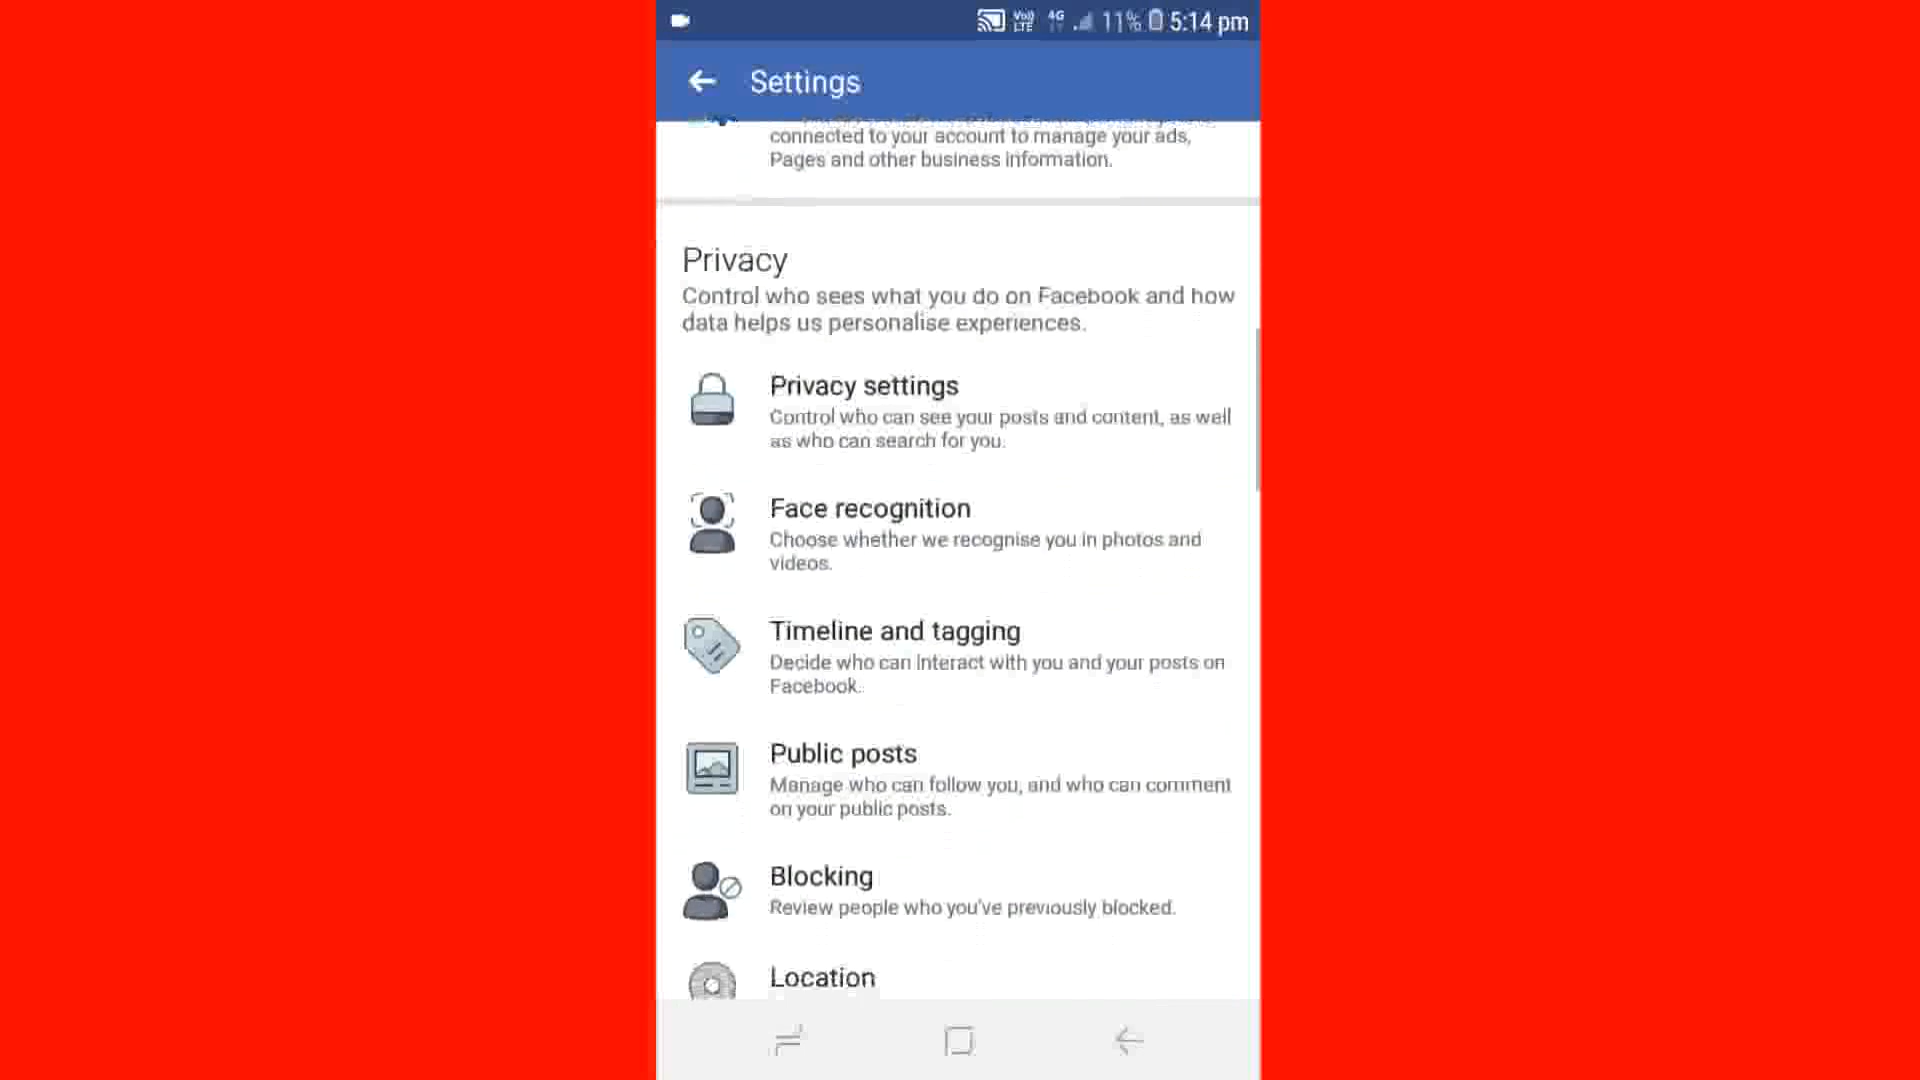 Vo)) LTE 4G 11% 5:14 pm
Settings
connected to your account to manage your ads,
Pages and other business information.
Privacy
Control who sees what you do on Facebook and how
data helps us personalise experiences.
Privacy settings
Control who can see your posts and content, as well
as who can search for you.
Face recognition
Choose whether we recognise you in photos and
videos.
Timeline and tagging
Decide who can interact with you and your posts on
Facebook.
Public posts
Manage who can follow you, and who can comment
on your public posts.
Blocking
Review people who you've previously blocked.
Location